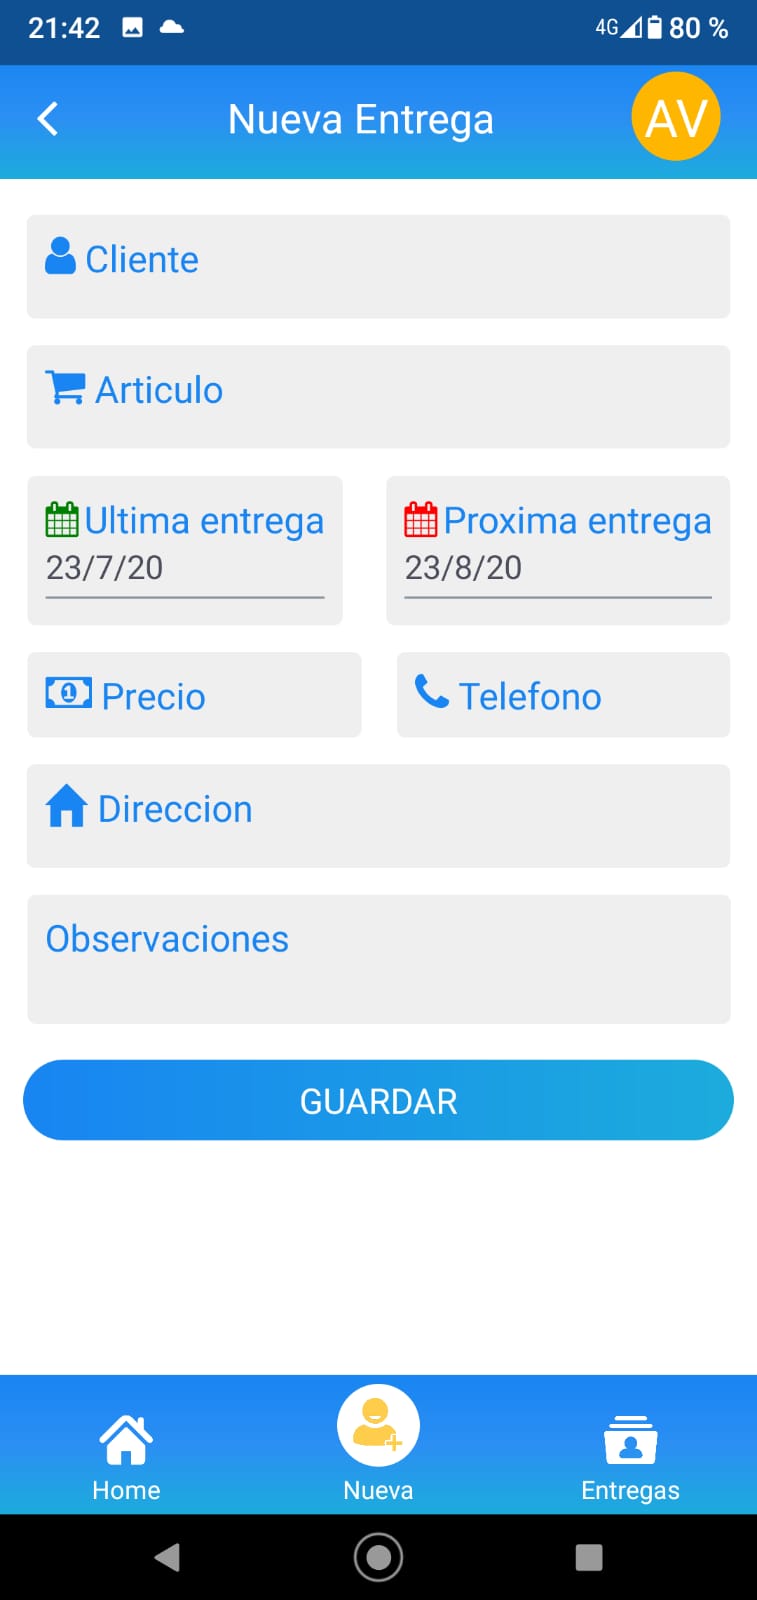 21:42 4G 80 %
Nueva Entrega AV
Cliente
Articulo
Ultima entrega Proxima entrega
23/7/20 23/8/20
Precio Telefono
Direccion
Observaciones
GUARDAR
Home Nueva Entregas